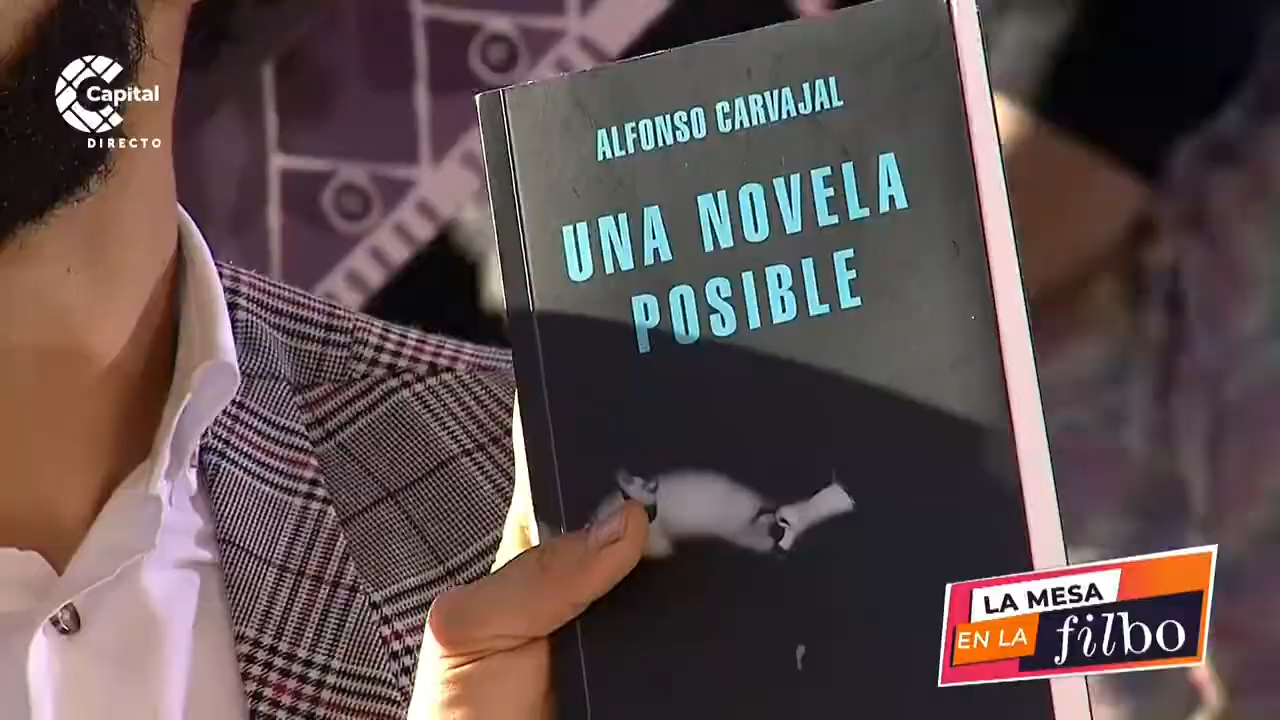 Capital
DIRECTO
ALFONSO CARVAJAL
UNA NOVELA
POSIBLE
LA MESA
EN LA filbo